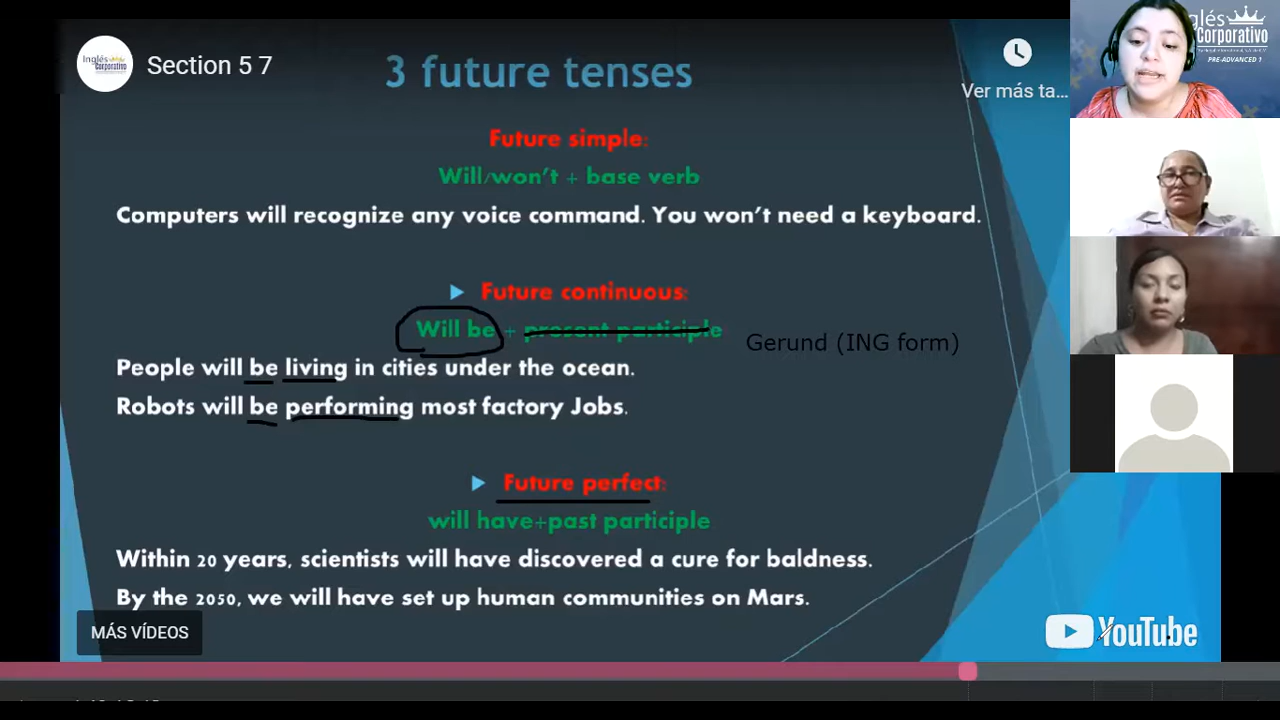 Inglés Corporativo
Section 5 7
3 future tenses
Ver más ta...
glés
Corporativo
PRE-ADVANCED 1
Future simple:
Will/won't + base verb
Computers will recognize any voice command. You won't need a keyboard.
Future continuous:
Will be + present participle
Gerund (ING form)
People will be living in cities under the ocean.
Robots will be performing most factory Jobs.
Future perfect:
will have+past participle
Within 20 years, scientists will have discovered a cure for baldness.
By the 2050, we will have set up human communities on Mars.
MÁS VÍDEOS
YouTube